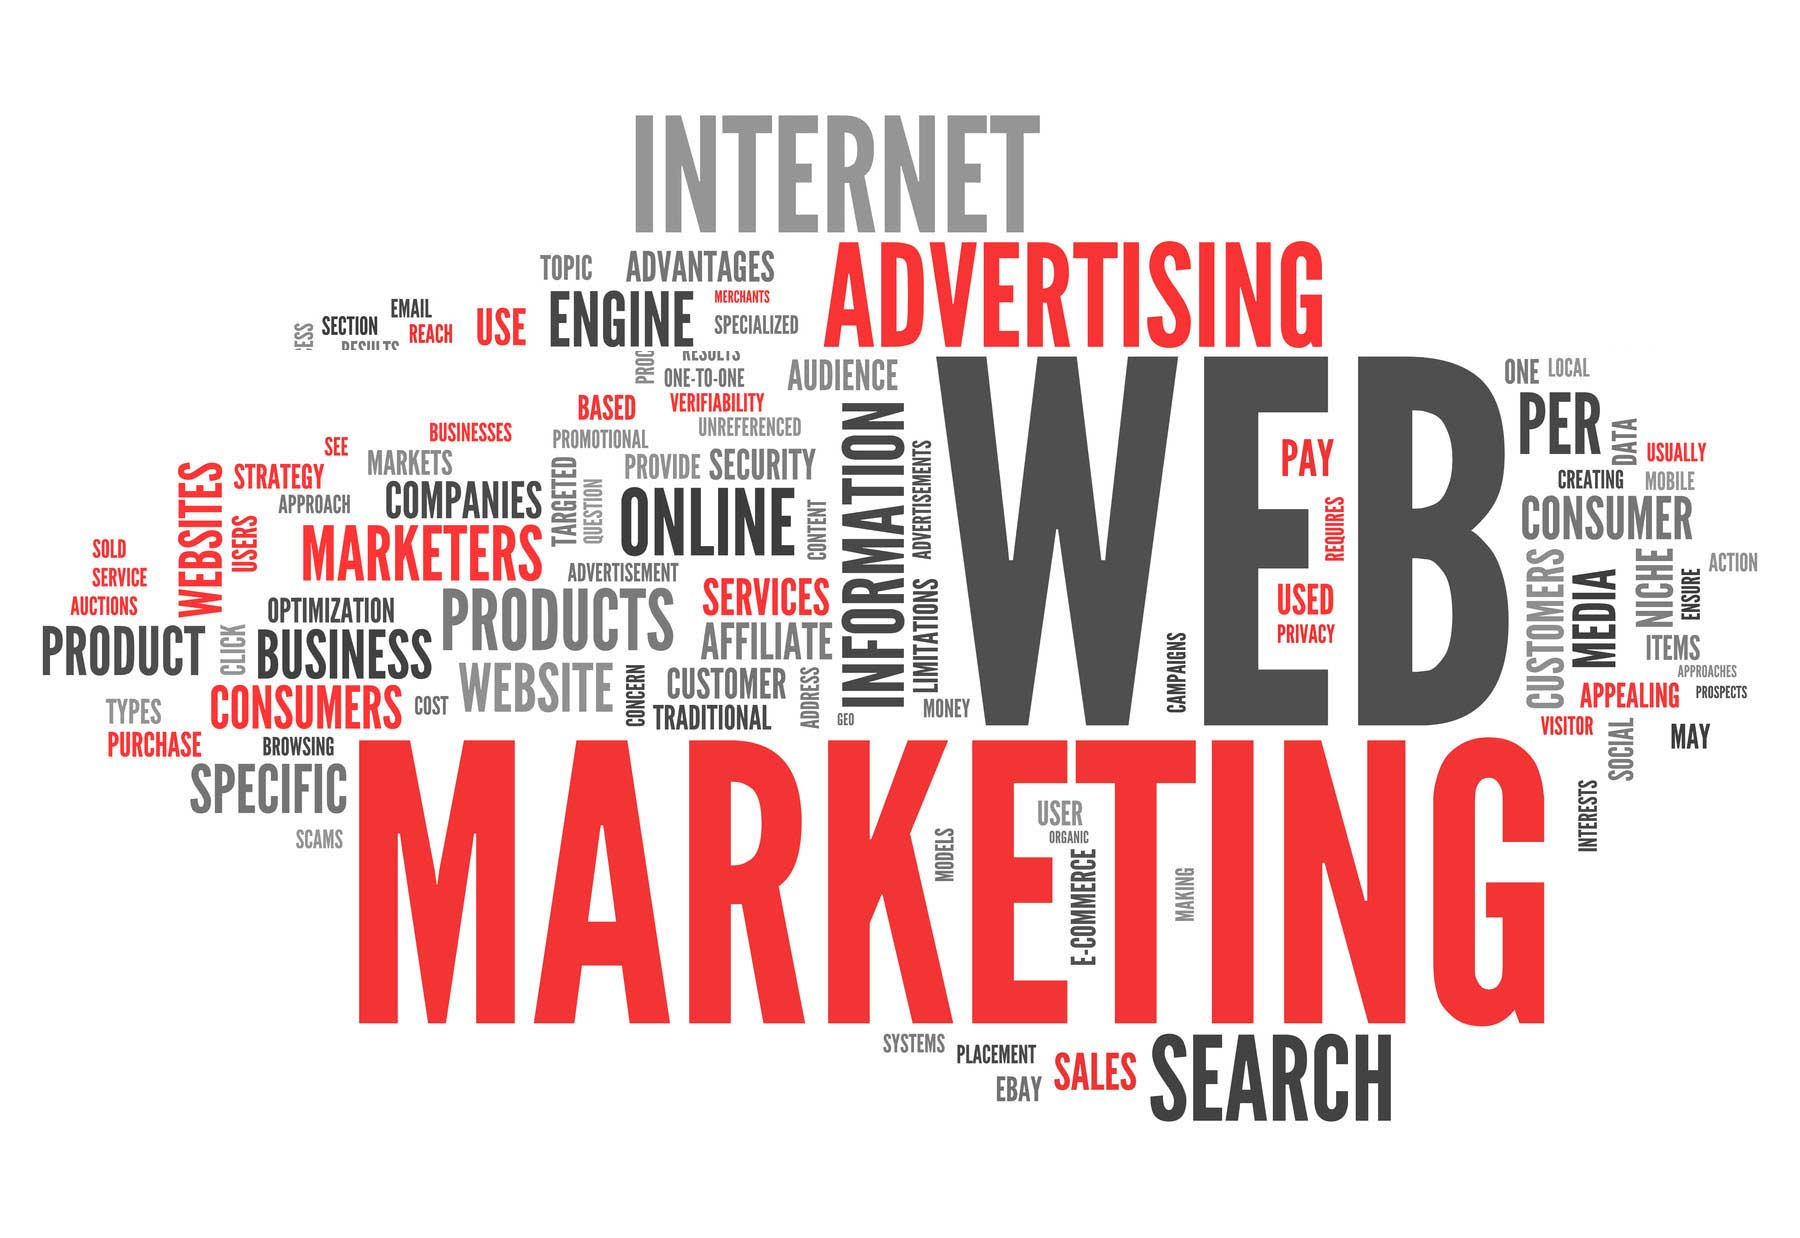 INTERNET
TOPIC
ADVANTAGES
ADVERTISING
EMAIL
SECTION
REACH
USE
ENGINE
MERCHANTS
SPECIALIZED
RESULTS
RESULTS
ONE-TO-ONE
AUDIENCE
WEB
ONE
LOCAL
BASED
VERIFIABILITY
UNREFERENCED
PER
DATA
SEE
BUSINESSES
PROMOTIONAL
INFORMATION
ADVERTISEMENTS
PAY
USUALLY
WEBSITES
STRATEGY
MARKETS
PROVIDE
SECURITY
CREATING
MOBILE
APPROACH
COMPANIES
TARGETED
QUESTION
ONLINE
CONTENT
REQUIRES
CONSUMER
USERS
MARKETERS
SOLD
SERVICE
ADVERTISEMENT
CUSTOMERS
MEDIA
NICHE
ENSURE
ACTION
AUCTIONS
OPTIMIZATION
PRODUCTS
SERVICES
LIMITATIONS
USED
PRIVACY
PRODUCT
CLICK
BUSINESS
AFFILIATE
CAMPAIGNS
ITEMS
APPROACHES
CONSUMERS
COST
WEBSITE
CONCERN
CUSTOMER
ADDRESS
APPEALING
PROSPECTS
TYPES
TRADITIONAL
GEO
MONEY
VISITOR
SOCIAL
MAY
PURCHASE
BROWSING
MARKETING
SPECIFIC
INTERESTS
SCAMS
MODELS
USER
ORGANIC
E-COMMERCE
MAKING
SYSTEMS
PLACEMENT
SALES
SEARCH
EBAY